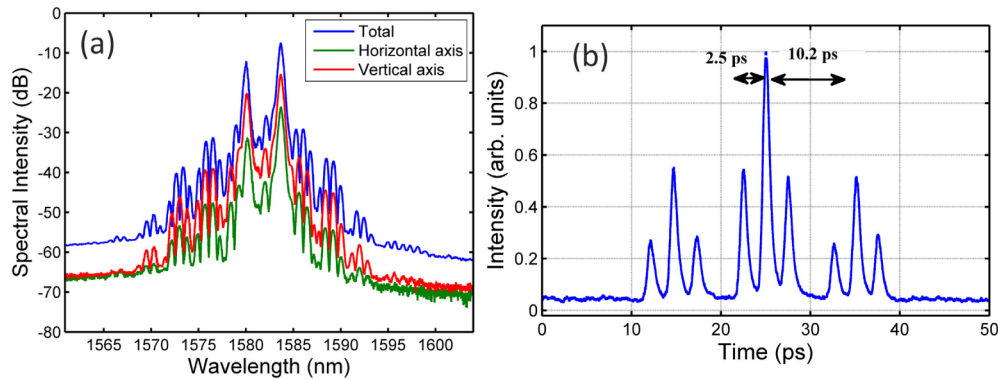 (a)
Total
Horizontal axis
Vertical axis
Spectral Intensity (dB)
0
-10
-20
-30
-40
-50
-60
-70
-80
1565 1570 1575 1580 1585 1590 1595 1600
Wavelength (nm)
(b)
2.5 ps
10.2 ps
Intensity (arb. units)
1
0.8
0.6
0.4
0.2
0
0 10 20 30 40 50
Time (ps)